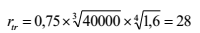 r_tr = 0,75×∛40000×∜1,6 = 28